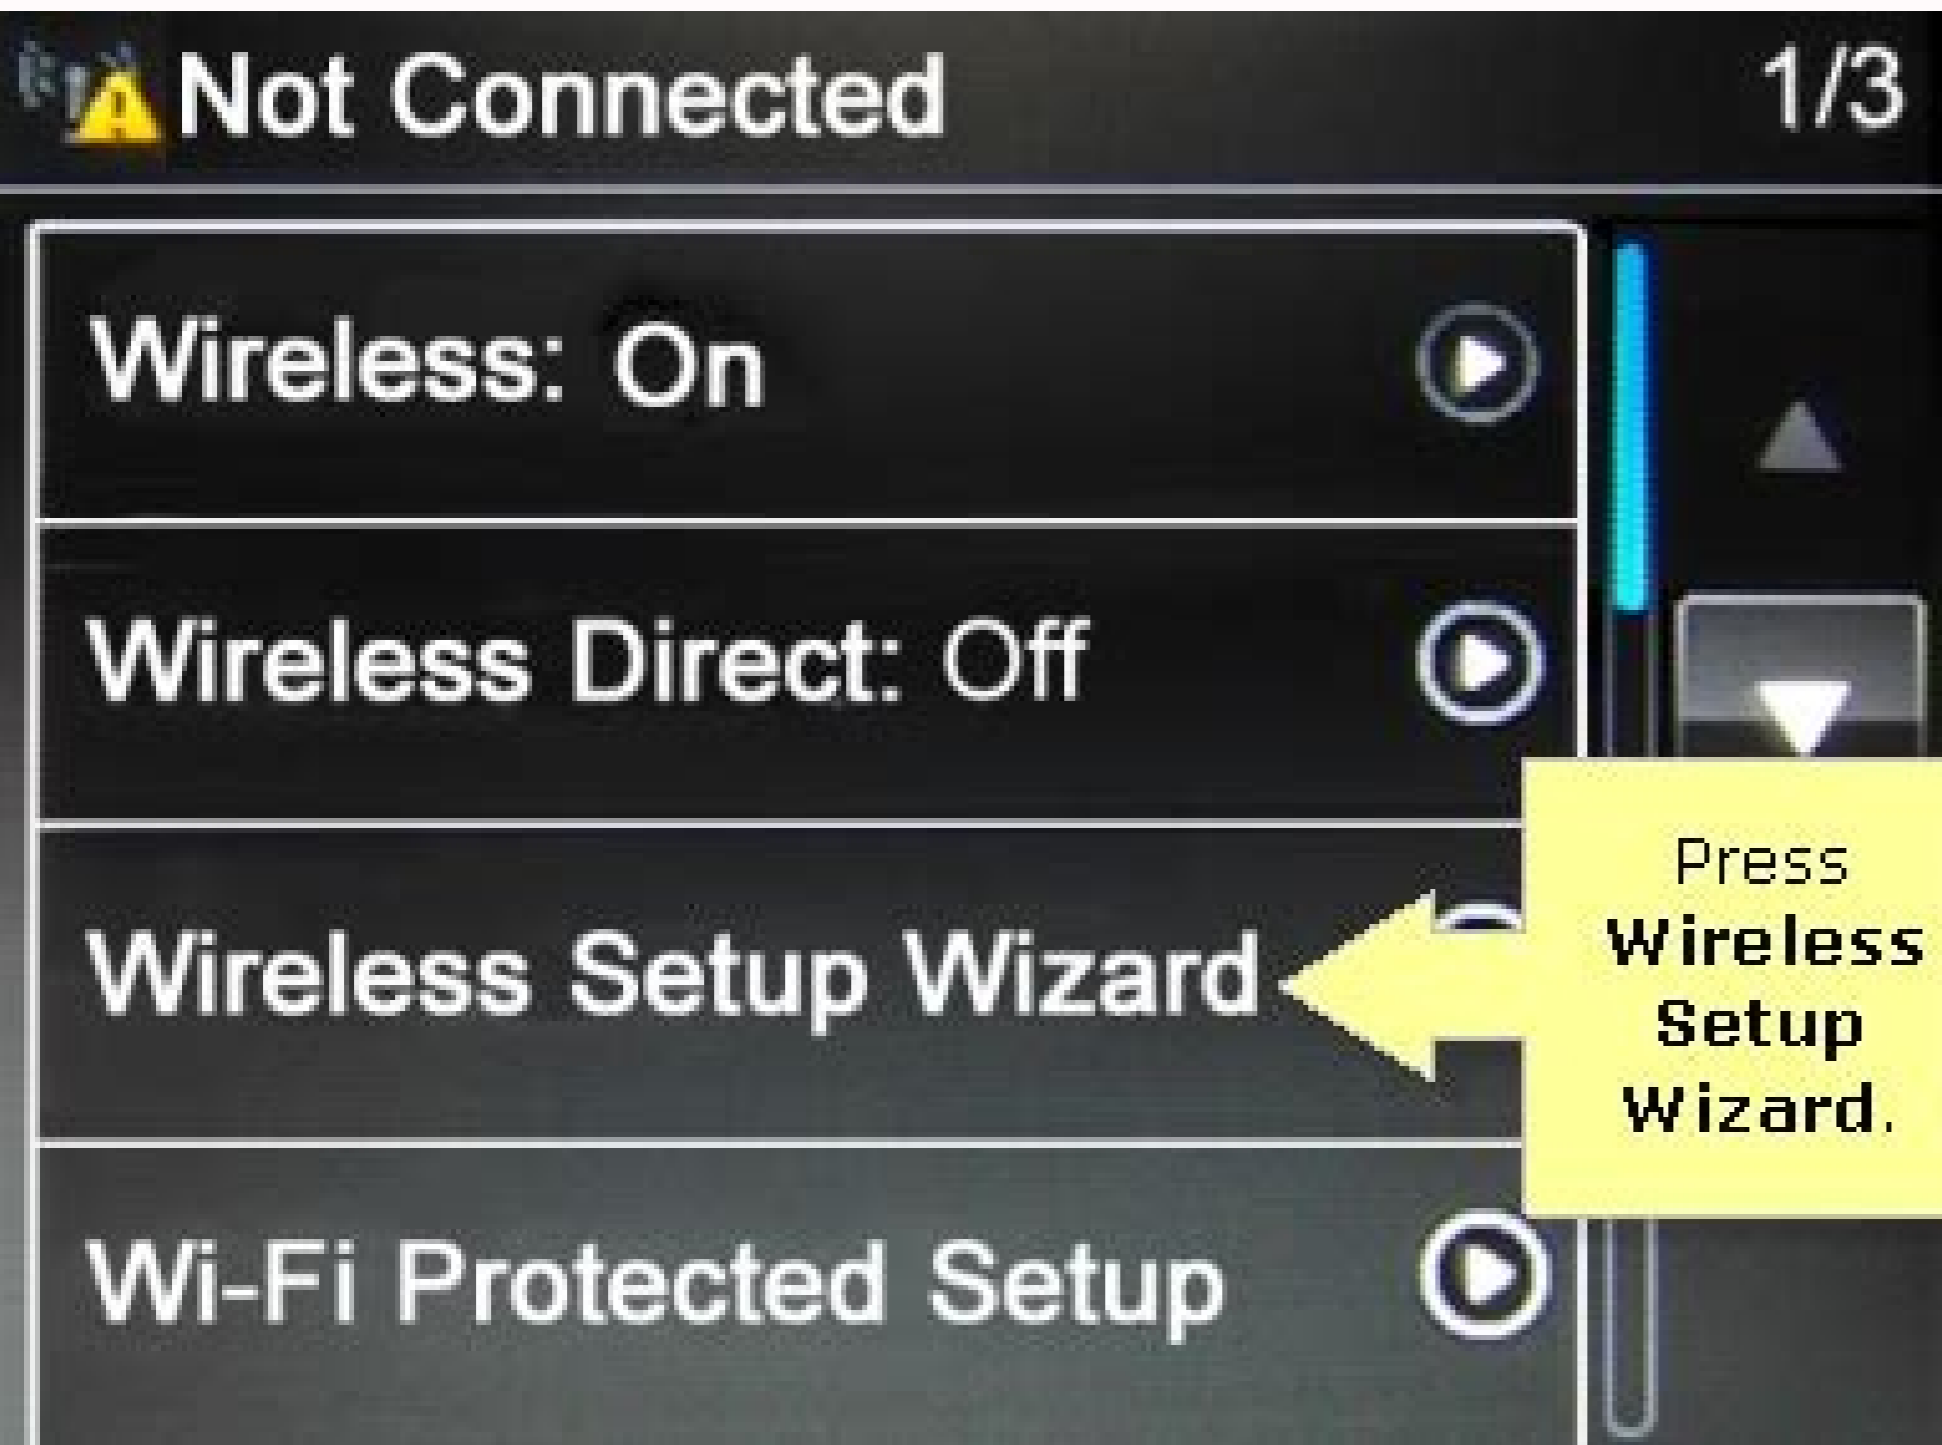 Not Connected 1/3
Wireless: On
Wireless Direct: Off
Wireless Setup Wizard
Press
Wireless
Setup
Wizard.
Wi-Fi Protected Setup